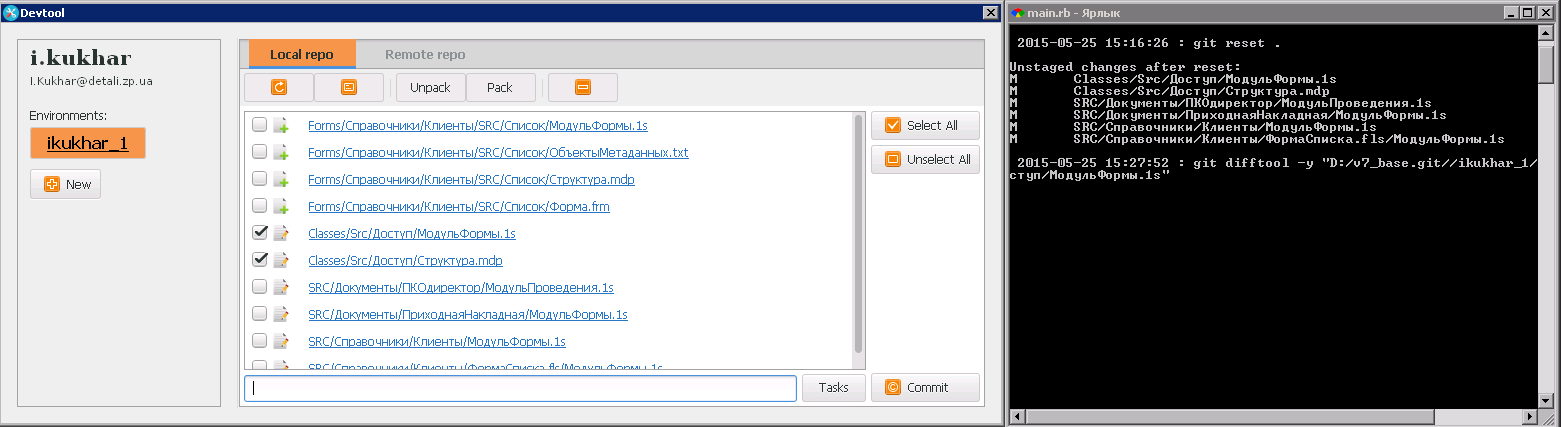 Devtool
i.kukhar
I.Kukhar@detali.zp.ua
Environments:
ikukhar_1
New
Local repo
Remote repo
Unpack
Pack
Forms/Справочники/Клиенты/SRC/Список/МодульФормы.1s
Forms/Справочники/Клиенты/SRC/Список/ОбъектыМетаданных.txt
Forms/Справочники/Клиенты/SRC/Список/Структура.mdp
Forms/Справочники/Клиенты/SRC/Список/Форма.frm
Classes/Src/Доступ/МодульФормы.1s
Classes/Src/Доступ/Структура.mdp
SRC/Документы/ПКОдиректор/МодульПроведения.1s
SRC/Документы/ПриходнаяНакладная/МодульФормы.1s
SRC/Справочники/Клиенты/МодульФормы.1s
SRC/Справочники/Клиенты/ФормаСписка.fls/МодульФормы.1s
Select All
Unselect All
Tasks
Commit
main.rb - Ярлык
2015-05-25 15:16:26 : git reset .
Unstaged changes after reset:
M Classes/Src/Доступ/МодульФормы.1s
M Classes/Src/Доступ/Структура.mdp
M SRC/Документы/ПКОдиректор/МодульПроведения.1s
M SRC/Документы/ПриходнаяНакладная/МодульФормы.1s
M SRC/Справочники/Клиенты/МодульФормы.1s
M SRC/Справочники/Клиенты/ФормаСписка.fls/МодульФормы.1s
2015-05-25 15:27:52 : git difftool -y "D:/v7_base.git//ikukhar_1/
ступ/МодульФормы.1s"